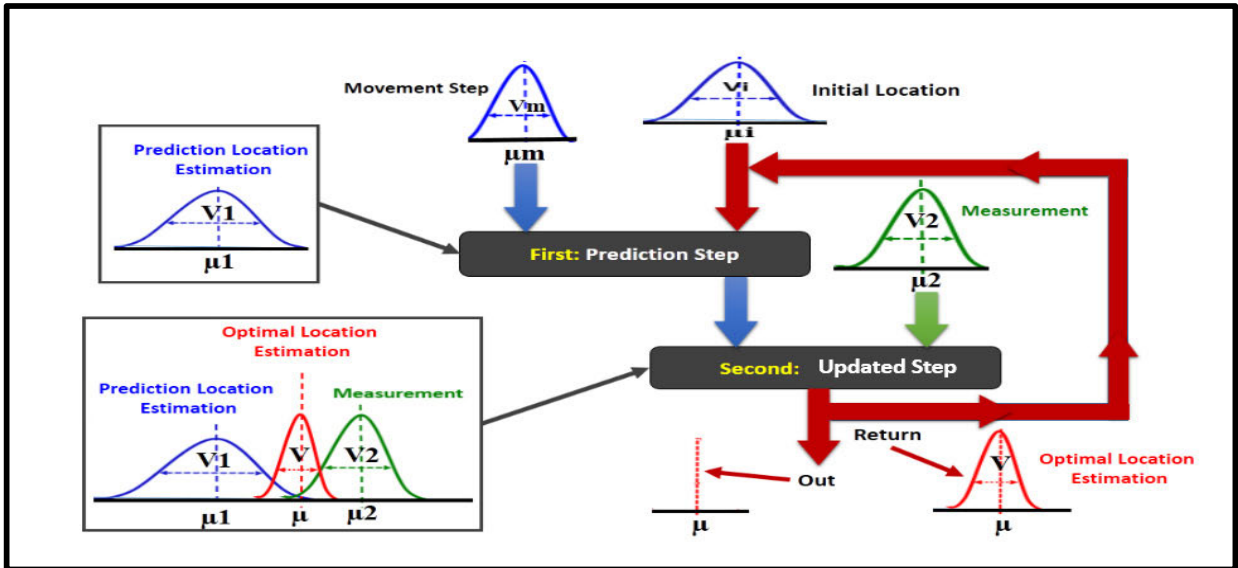 Movement Step
Vm
μm
Vi
μi
Initial Location
Prediction Location
Estimation
V1
μ1
First: Prediction Step
V2
μ2
Measurement
Second: Updated Step
Optimal Location
Estimation
Prediction Location
Estimation
Measurement
V1
V
V2
μ1
μ
μ2
Return
Out
μ
V
μ
Optimal Location
Estimation